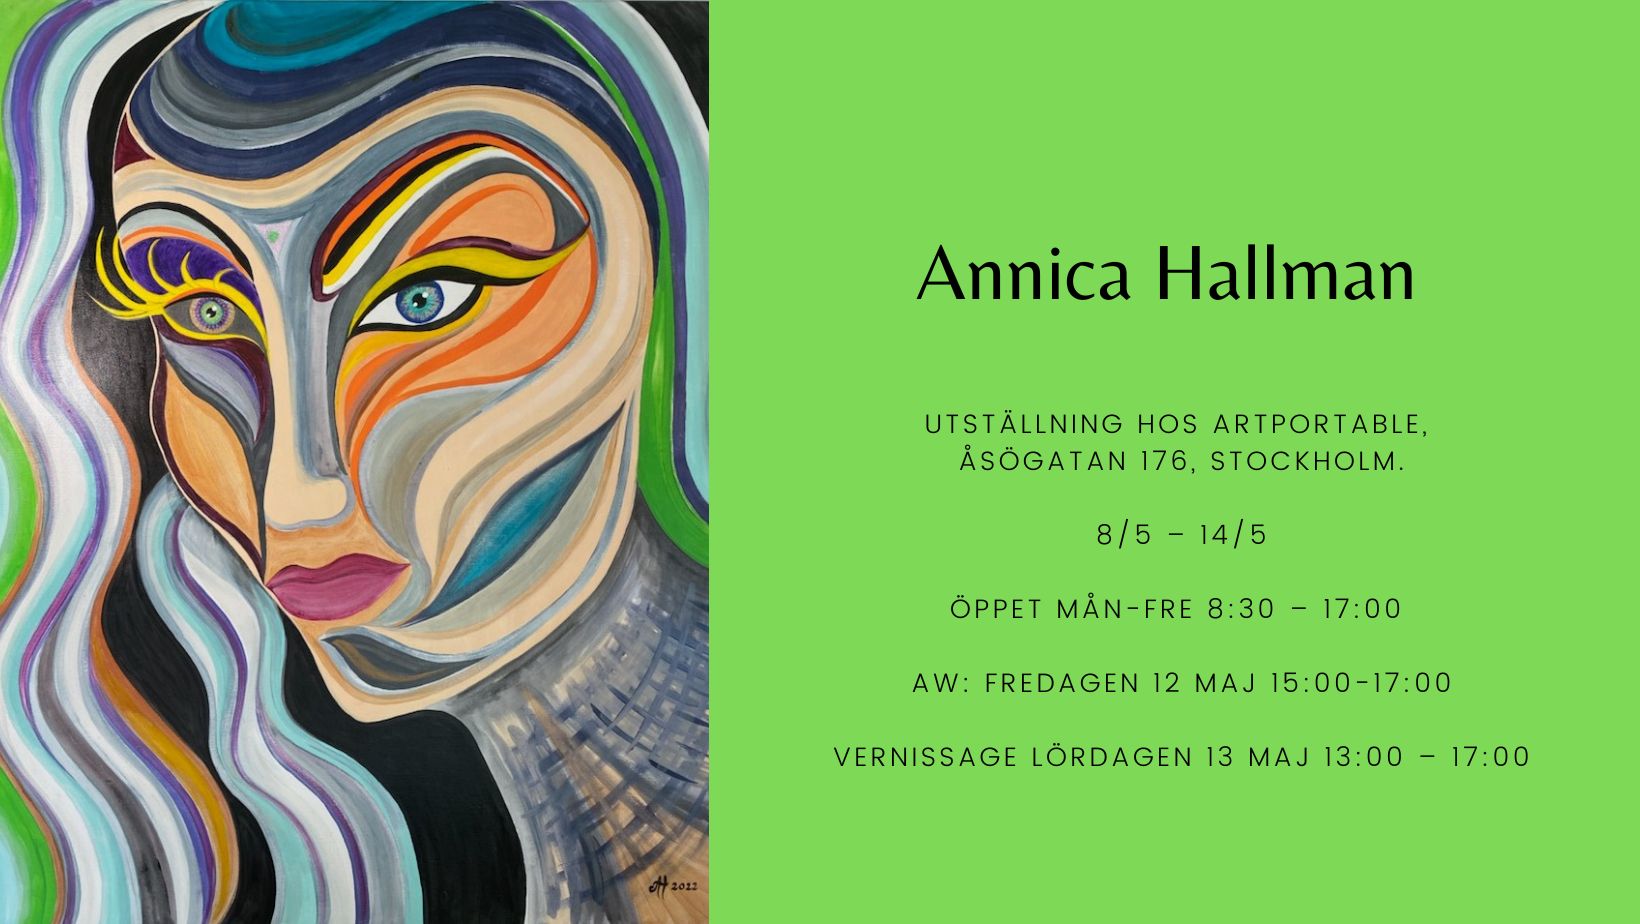 Annica Hallman
UTSTÄLLNING HOS ARTPORTABLE,
ÅSÖGATAN 176, STOCKHOLM.
8/5 – 14/5
ÖPPET MÅN-FRE 8:30 – 17:00
AW: FREDAGEN 12 MAJ 15:00-17:00
VERNISSAGE LÖRDAGEN 13 MAJ 13:00 – 17:00
AH 2022